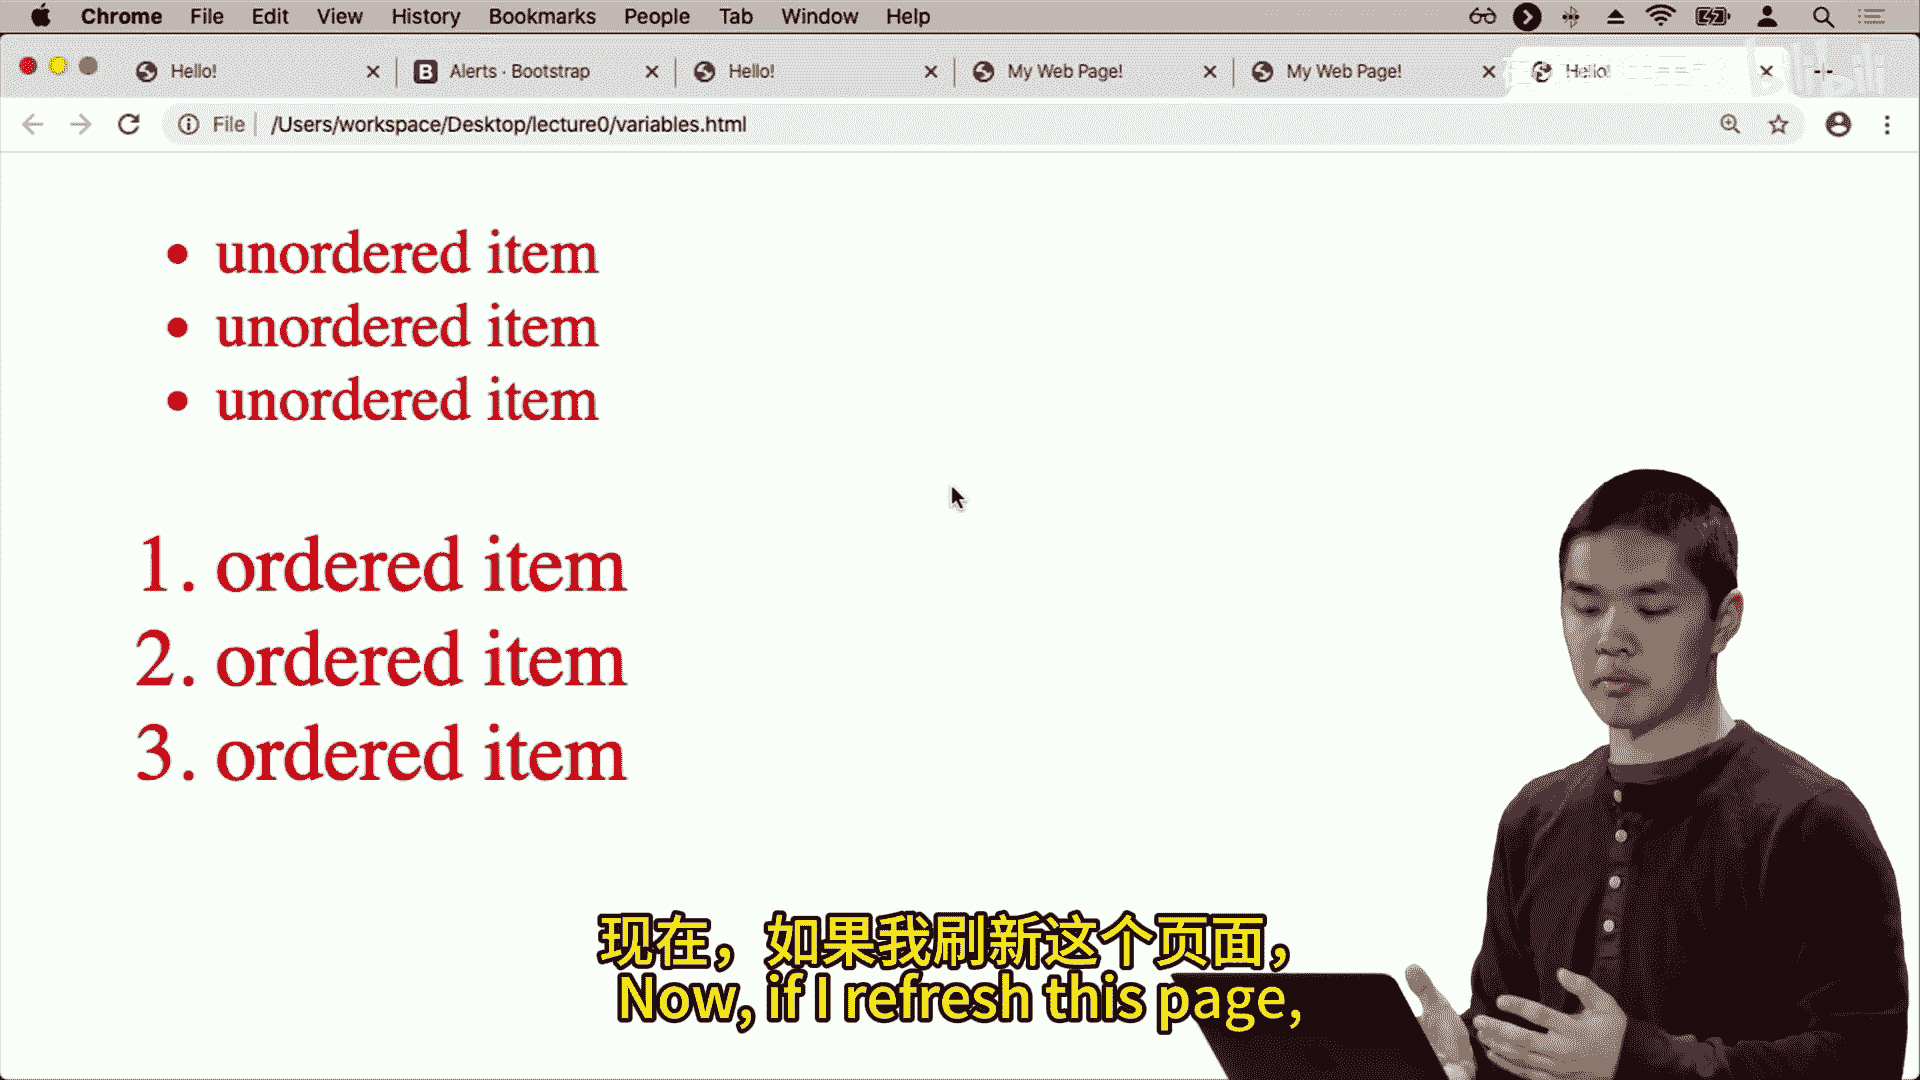 Chrome File Edit View History Bookmarks People Tab Window Help
Hello! Alerts · Bootstrap Hello! My Web Page! My Web Page! Hello!
bilibili
File /Users/workspace/Desktop/lecture0/variables.html
• unordered item
• unordered item
• unordered item
1. ordered item
2. ordered item
3. ordered item
现在，如果我刷新这个页面，
Now, if I refresh this page,